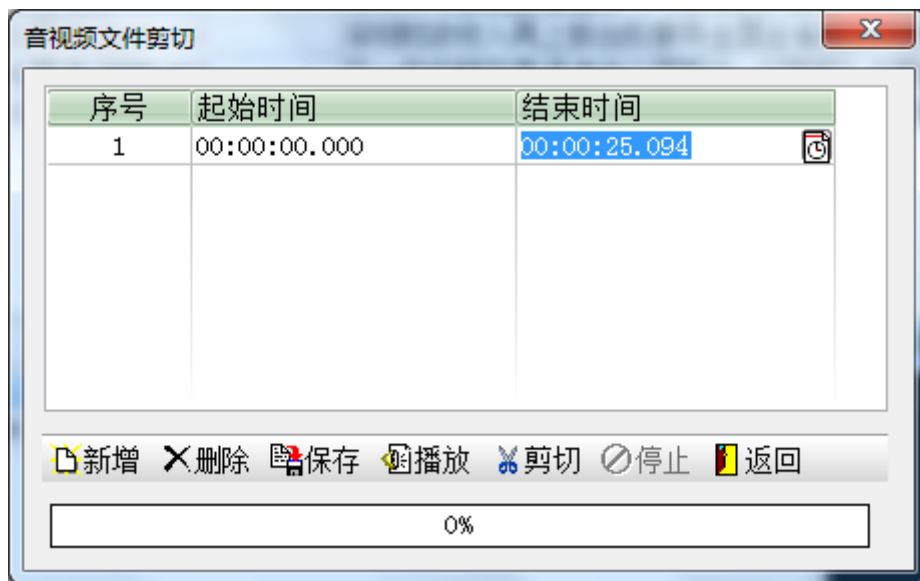 音视频文件剪切
序号 起始时间 结束时间
1 00:00:00.000 00:00:25.094
新增 删除 保存 播放 剪切 停止 返回
0%